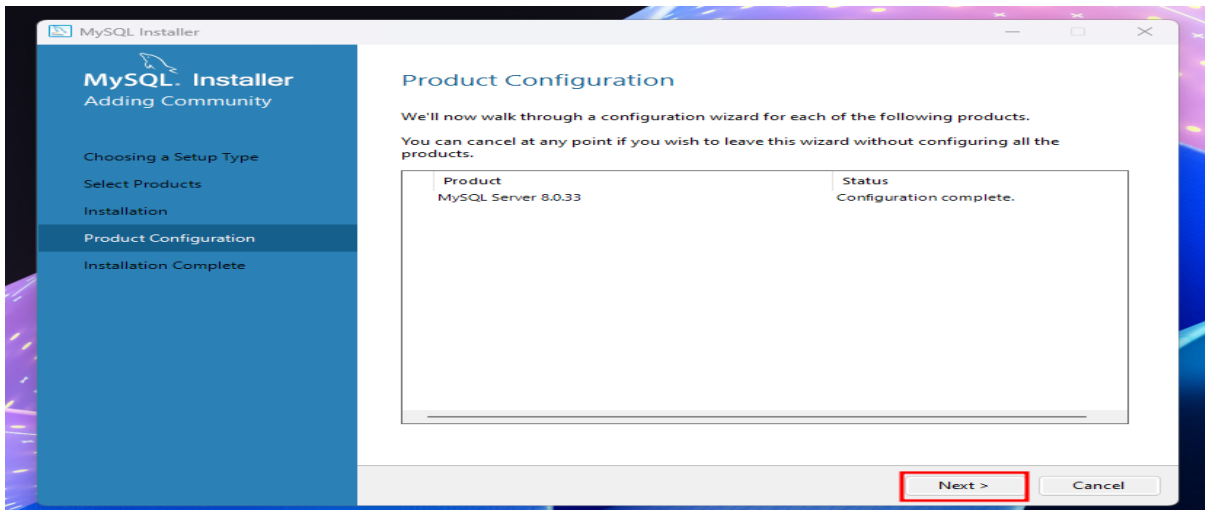 MySQL Installer
MySQL. Installer
Adding Community
Choosing a Setup Type
Select Products
Installation
Product Configuration
Installation Complete
Product Configuration
We'll now walk through a configuration wizard for each of the following products.
You can cancel at any point if you wish to leave this wizard without configuring all the
products.
Product Status
MySQL Server 8.0.33 Configuration complete.
Next > Cancel